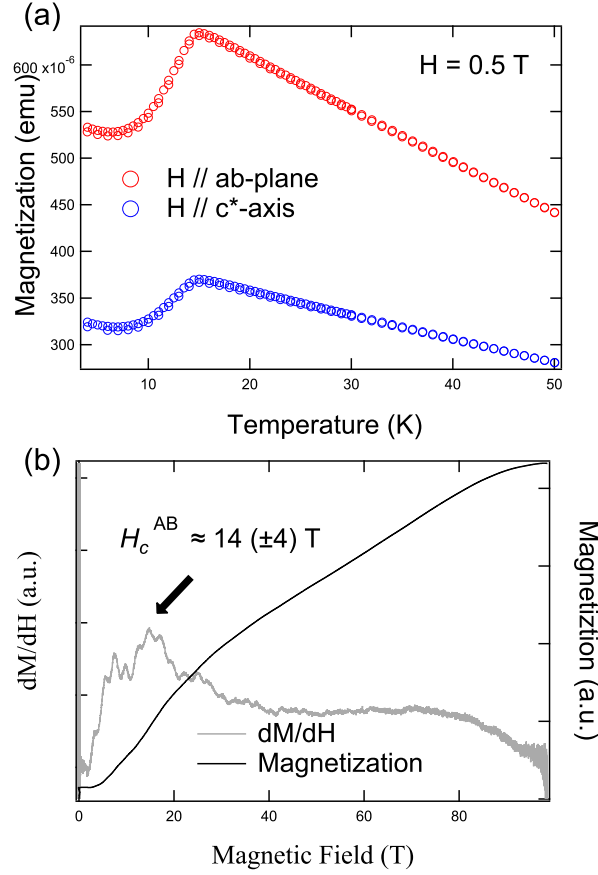 (a)
Magnetization (emu)
600 x10⁻⁶
550
500
450
400
350
300
H = 0.5 T
H // ab-plane
H // c*-axis
10
20
30
40
50
Temperature (K)
(b)
dM/dH (a.u.)
H_c^AB ≈ 14 (±4) T
dM/dH
Magnetization
Magnetiztion (a.u.)
0
20
40
60
80
Magnetic Field (T)